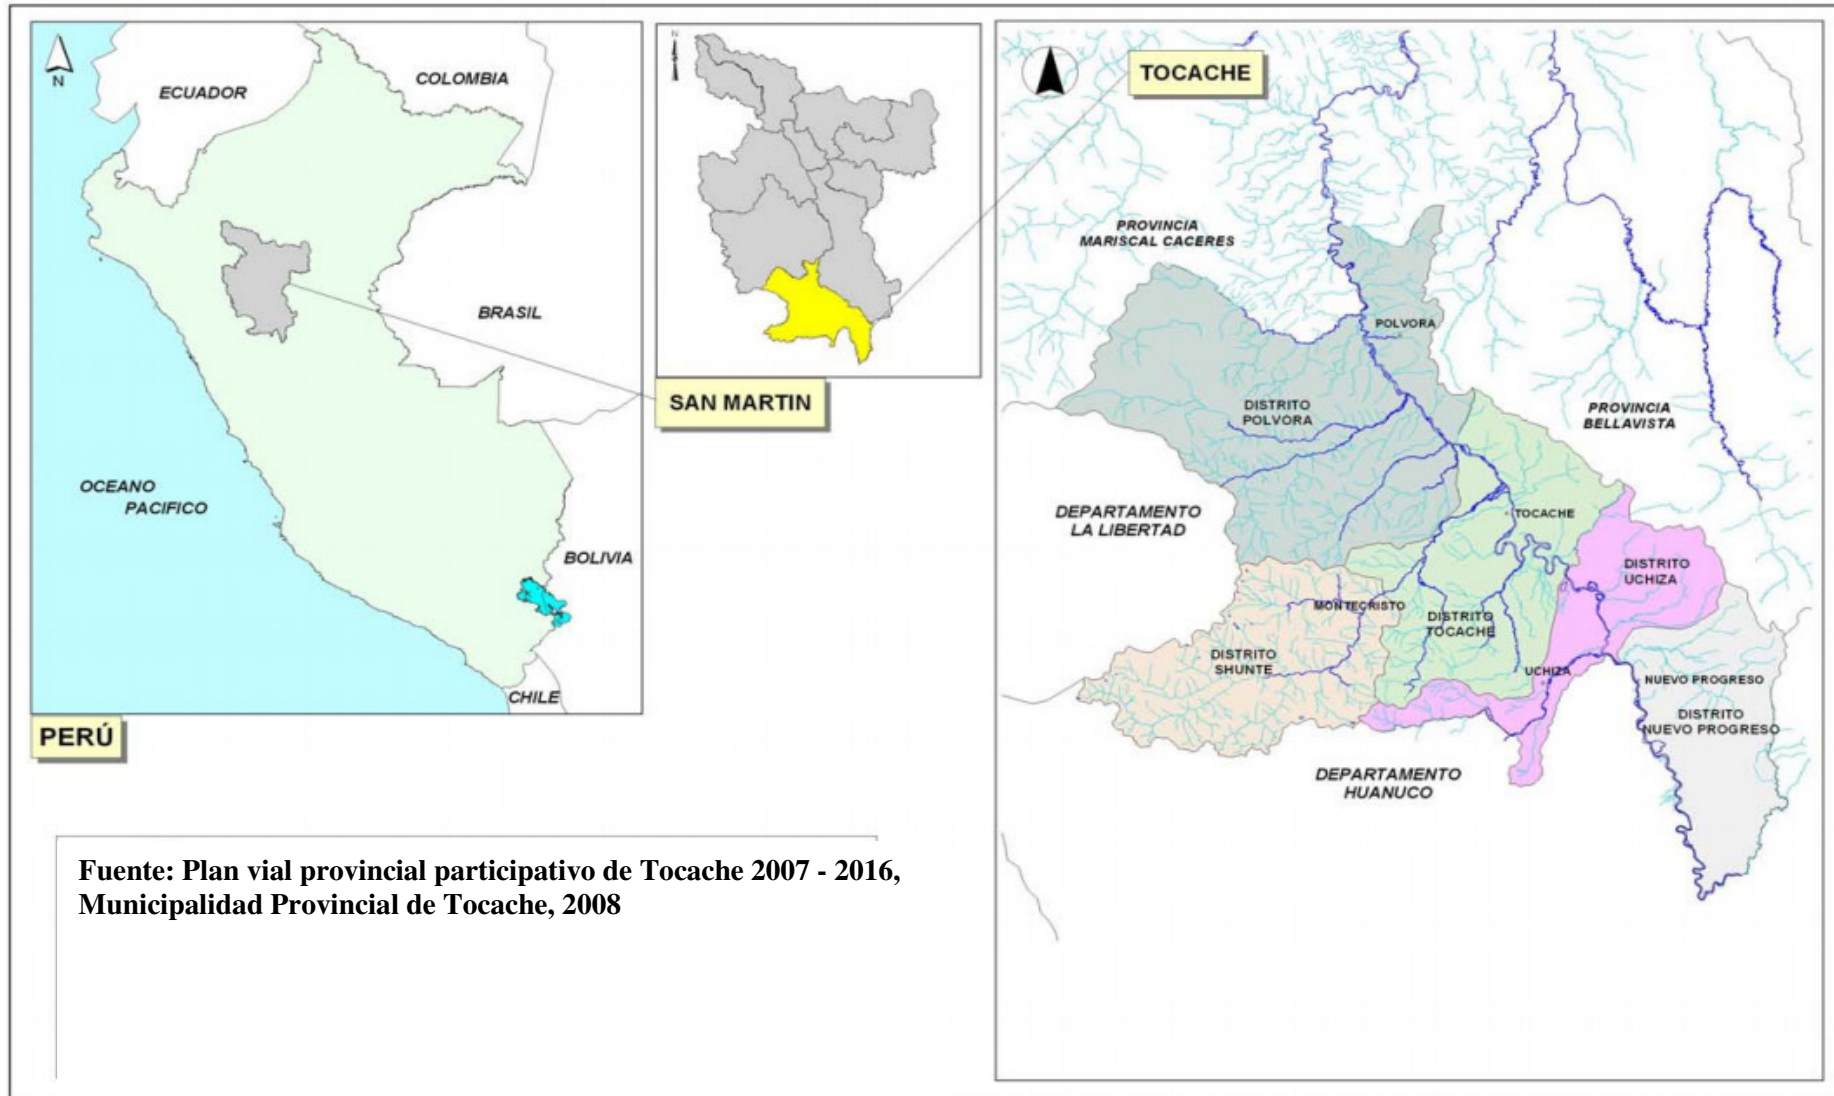 N
ECUADOR
COLOMBIA
BRASIL
OCEANO
PACIFICO
BOLIVIA
CHILE
PERÚ
N
SAN MARTIN
TOCACHE
PROVINCIA
MARISCAL CACERES
POLVORA
DISTRITO
POLVORA
PROVINCIA
BELLAVISTA
DEPARTAMENTO
LA LIBERTAD
TOCACHE
DISTRITO
UCHIZA
MONTECRISTO
DISTRITO
TOCACHE
DISTRITO
SHUNTE
UCHIZA
NUEVO PROGRESO
DISTRITO
NUEVO PROGRESO
DEPARTAMENTO
HUANUCO
Fuente: Plan vial provincial participativo de Tocache 2007 - 2016,
Municipalidad Provincial de Tocache, 2008